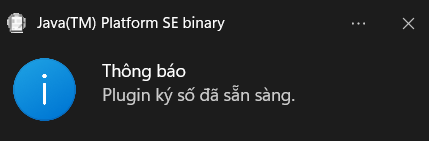 Java(TM) Platform SE binary
Thông báo
Plugin ký số đã sẵn sàng.